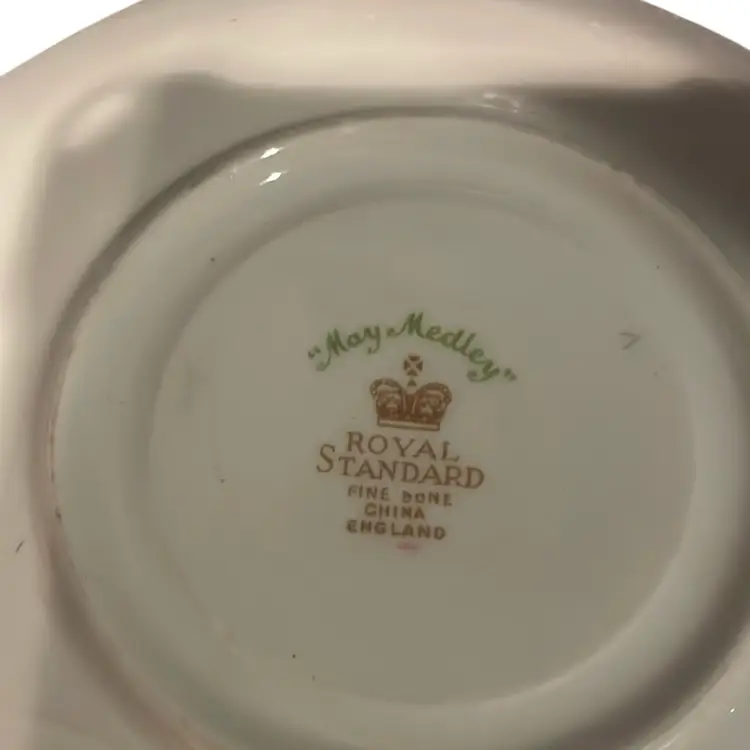 "May Medley"
ROYAL
STANDARD
FINE BONE
CHINA
ENGLAND